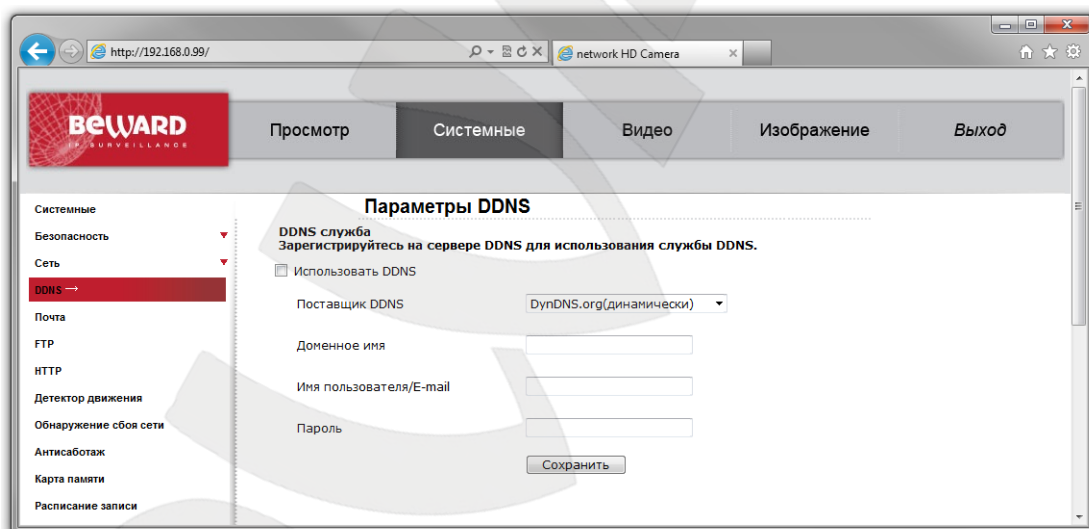 http://192.168.0.99/
network HD Camera
BEWARD
IP SURVEILLANCE
Просмотр
Системные
Видео
Изображение
Выход
Системные
Безопасность
Сеть
DDNS →
Почта
FTP
HTTP
Детектор движения
Обнаружение сбоя сети
Антисаботаж
Карта памяти
Расписание записи
Параметры DDNS
DDNS служба
Зарегистрируйтесь на сервере DDNS для использования службы DDNS.
Использовать DDNS
Поставщик DDNS
DynDNS.org(динамически)
Доменное имя
Имя пользователя/E-mail
Пароль
Сохранить